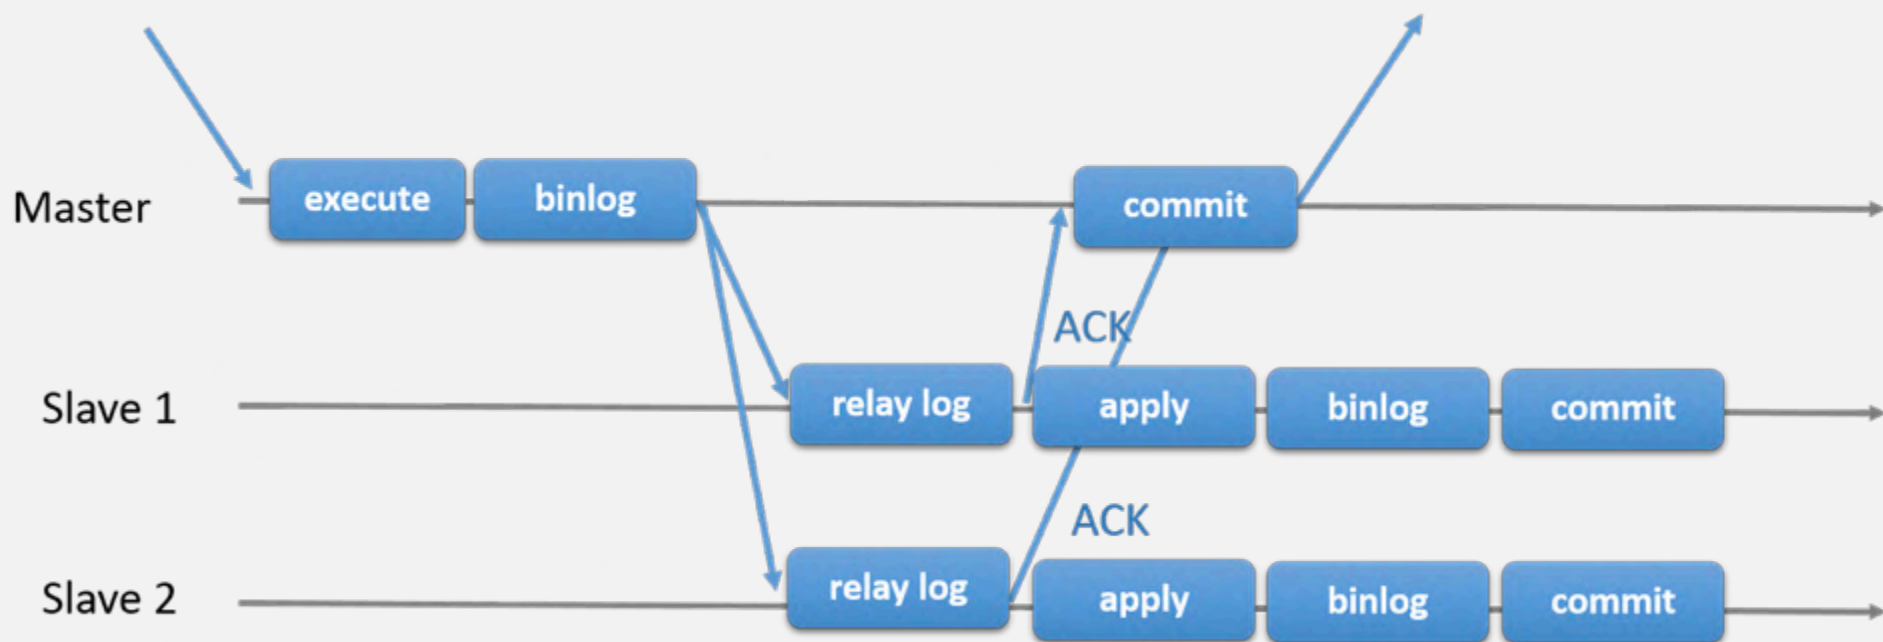 Master
execute
binlog
commit
ACK
Slave 1
relay log
apply
binlog
commit
ACK
Slave 2
relay log
apply
binlog
commit